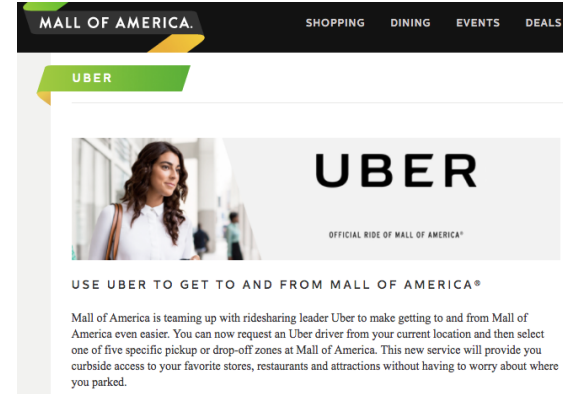 MALL OF AMERICA.
SHOPPING DINING EVENTS DEALS
UBER
UBER
OFFICIAL RIDE OF MALL OF AMERICA®
USE UBER TO GET TO AND FROM MALL OF AMERICA®
Mall of America is teaming up with ridesharing leader Uber to make getting to and from Mall of
America even easier. You can now request an Uber driver from your current location and then select
one of five specific pickup or drop-off zones at Mall of America. This new service will provide you
curbside access to your favorite stores, restaurants and attractions without having to worry about where
you parked.